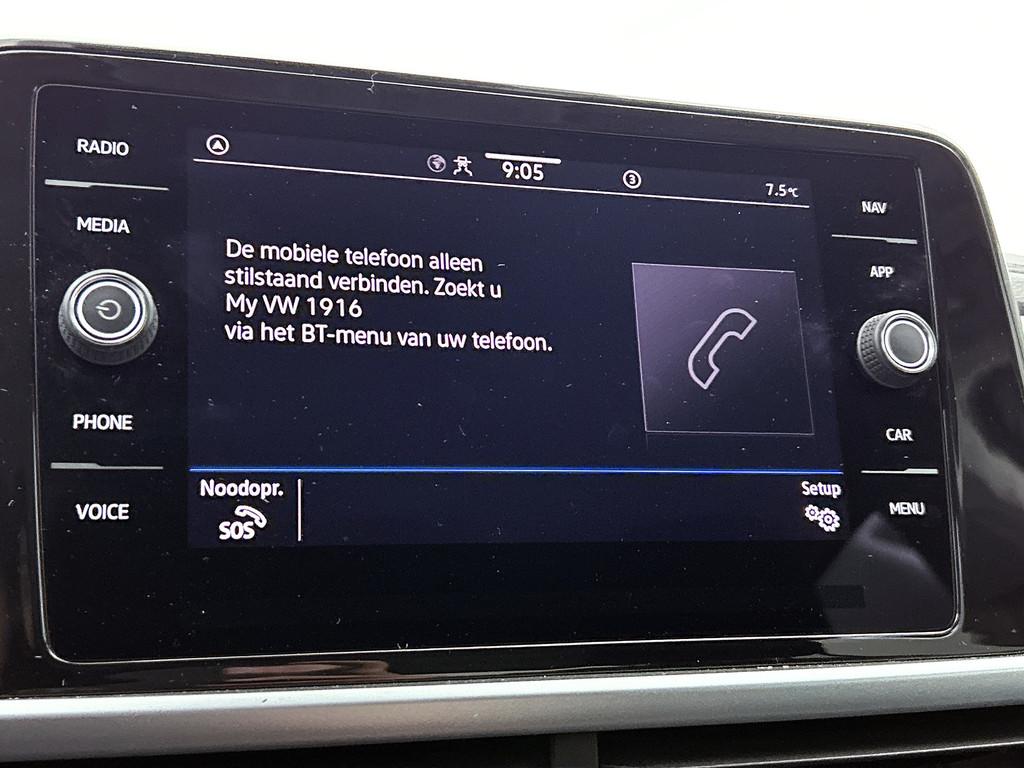 RADIO
MEDIA
PHONE
VOICE
9:05
3
7.5°C
De mobiele telefoon alleen
stilstaand verbinden. Zoekt u
My VW 1916
via het BT-menu van uw telefoon.
Noodopr.
SOS
Setup
NAV
APP
CAR
MENU